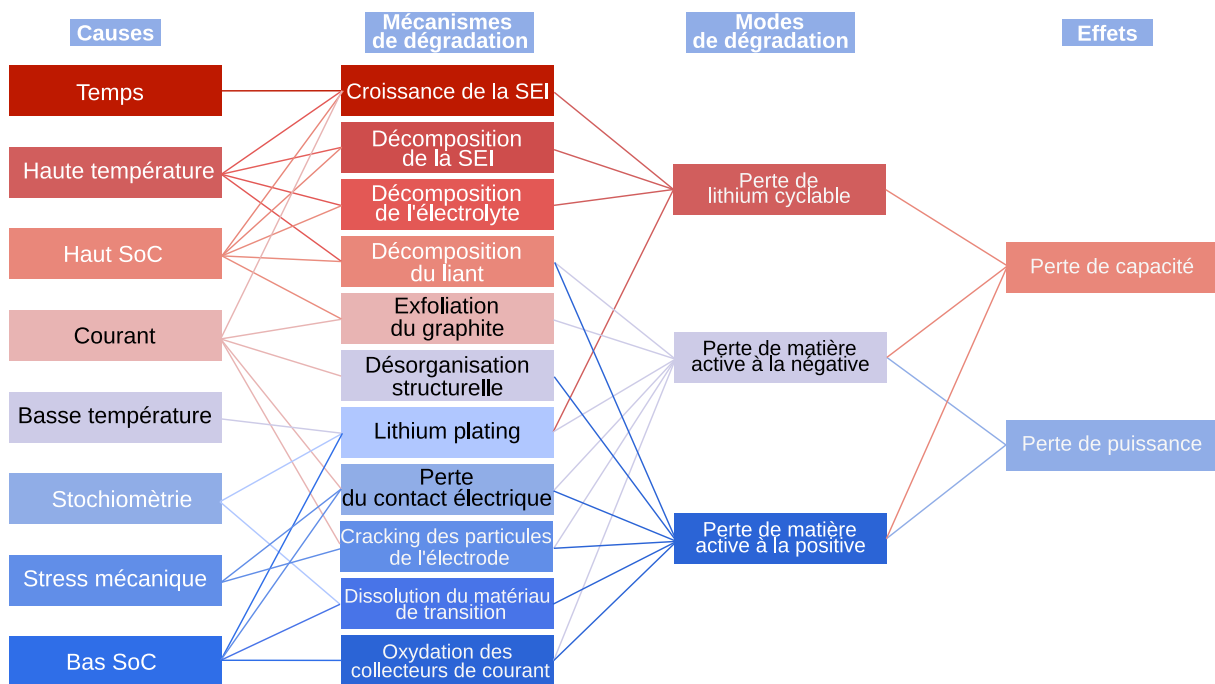 Causes
Mécanismes
de dégradation
Modes
de dégradation
Effets
Temps
Haute température
Haut SoC
Courant
Basse température
Stochiomètrie
Stress mécanique
Bas SoC
Croissance de la SEI
Décomposition
de la SEI
Décomposition
de l'électrolyte
Décomposition
du liant
Exfoliation
du graphite
Désorganisation
structurelle
Lithium plating
Perte
du contact électrique
Cracking des particules
de l'électrode
Dissolution du matériau
de transition
Oxydation des
collecteurs de courant
Perte de
lithium cyclable
Perte de matière
active à la négative
Perte de matière
active à la positive
Perte de capacité
Perte de puissance